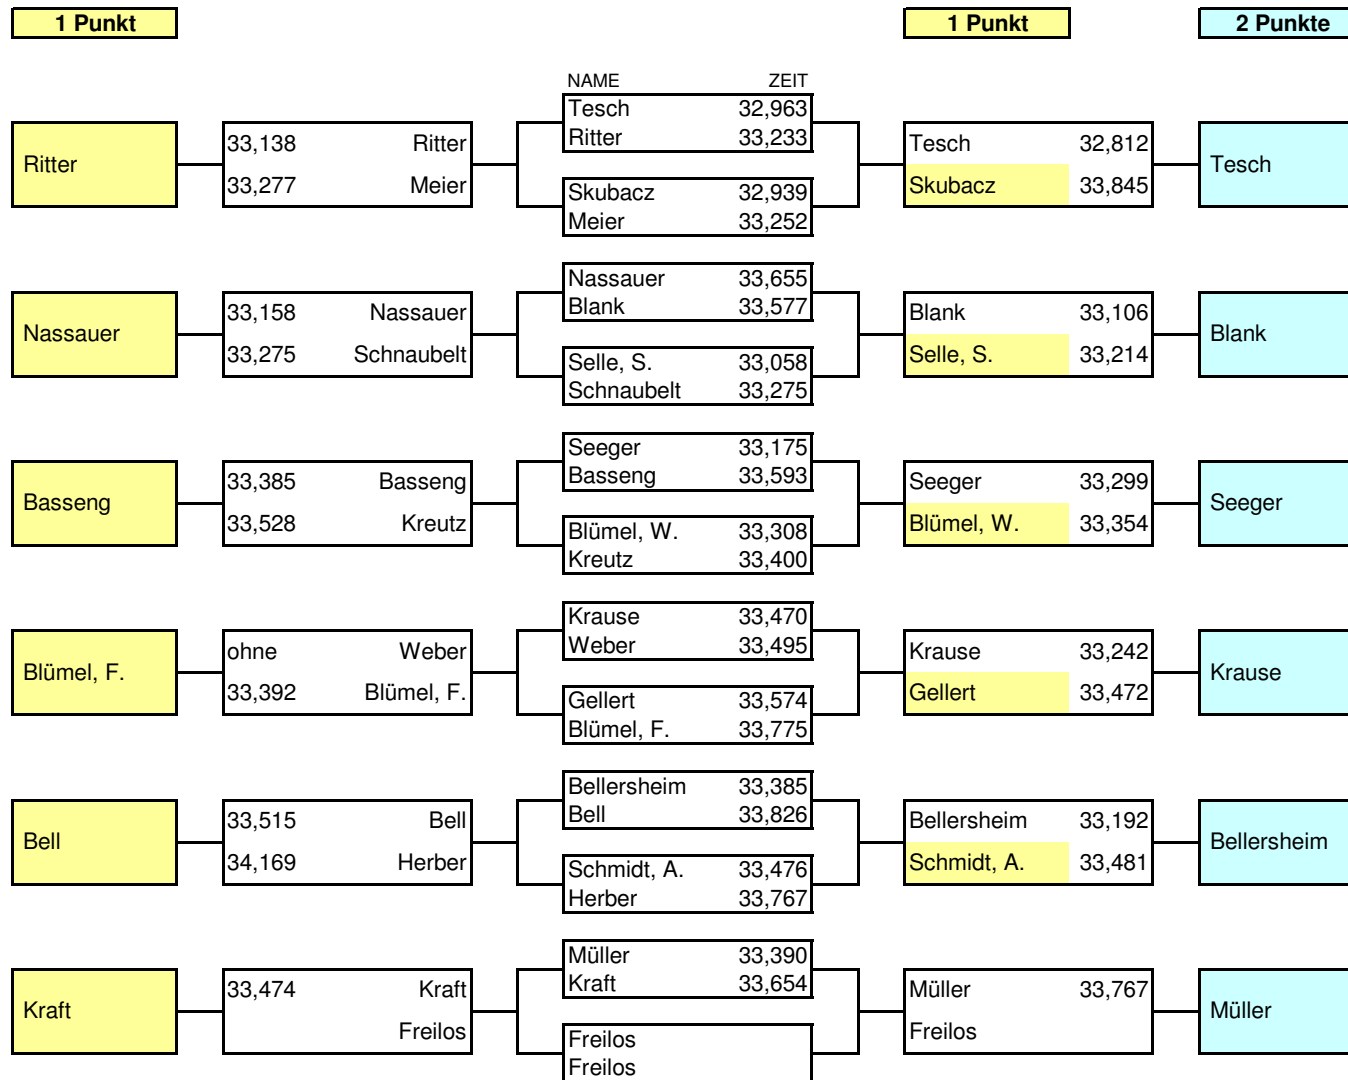 1 Punkt 1 Punkt 2 Punkte
NAME ZEIT
Tesch 32,963
Ritter 33,233
33,138 Ritter
Tesch 32,812
Ritter
Tesch
33,277 Meier
Skubacz 33,845
Skubacz 32,939
Meier 33,252
Nassauer 33,655
Blank 33,577
33,158 Nassauer
Blank 33,106
Nassauer
Blank
33,275 Schnaubelt
Selle, S. 33,214
Selle, S. 33,058
Schnaubelt 33,275
Seeger 33,175
Basseng 33,593
33,385 Basseng
Seeger 33,299
Basseng
Seeger
33,528 Kreutz
Blümel, W. 33,354
Blümel, W. 33,308
Kreutz 33,400
Krause 33,470
Weber 33,495
ohne Weber
Krause 33,242
Blümel, F.
Krause
33,392 Blümel, F.
Gellert 33,472
Gellert 33,574
Blümel, F. 33,775
Bellersheim 33,385
Bell 33,826
33,515 Bell
Bellersheim 33,192
Bell
Bellersheim
34,169 Herber
Schmidt, A. 33,481
Schmidt, A. 33,476
Herber 33,767
Müller 33,390
Kraft 33,654
33,474 Kraft
Müller 33,767
Kraft
Müller
Freilos
Freilos
Freilos
Freilos